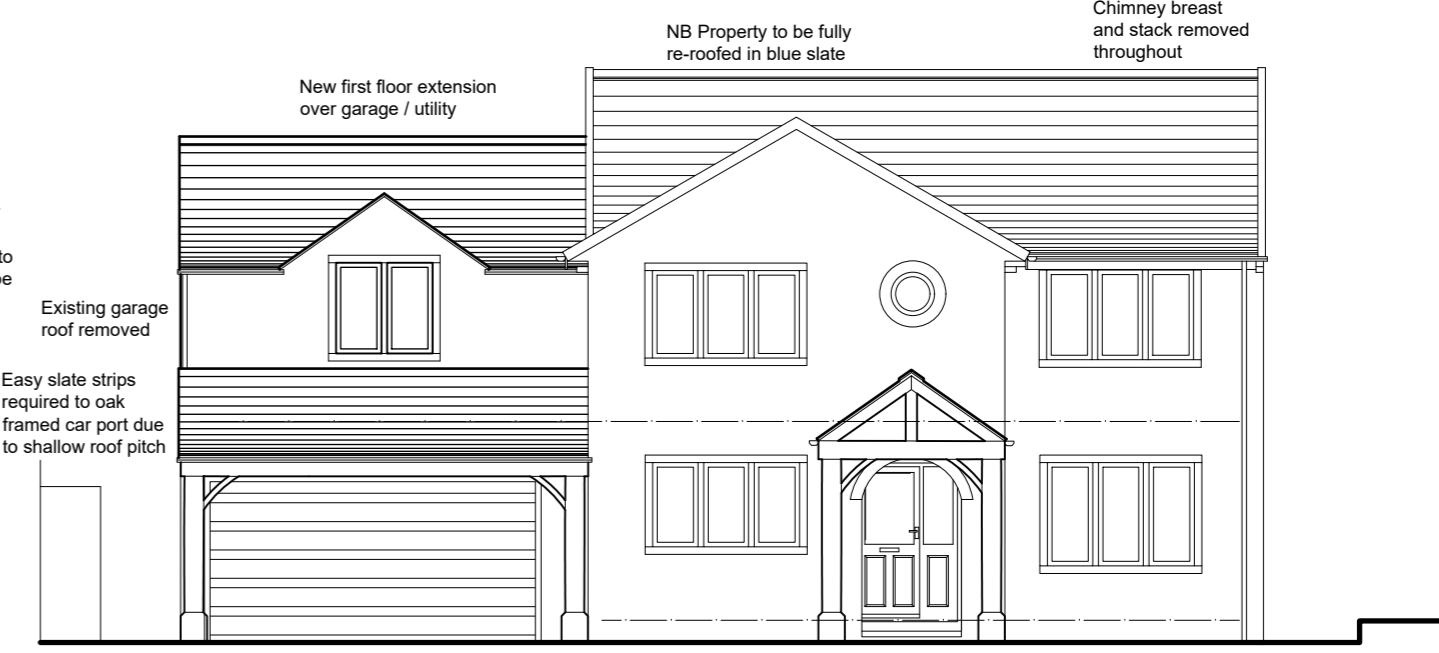 Chimney breast
and stack removed
throughout
NB Property to be fully
re-roofed in blue slate
New first floor extension
over garage / utility
to
Existing garage
roof removed
Easy slate strips
required to oak
framed car port due
to shallow roof pitch